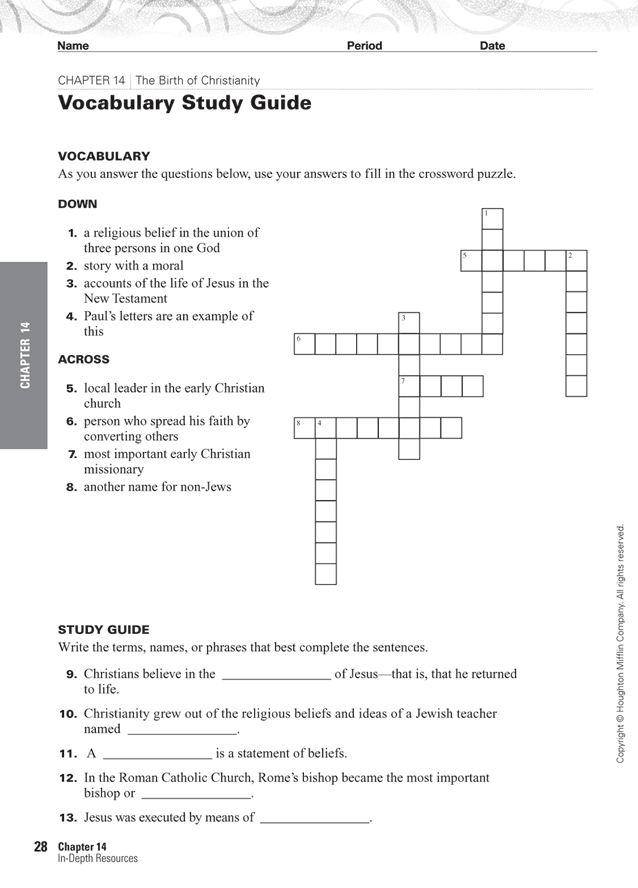 Name Period Date
CHAPTER 14 | The Birth of Christianity
Vocabulary Study Guide
VOCABULARY
As you answer the questions below, use your answers to fill in the crossword puzzle.
DOWN
1. a religious belief in the union of
three persons in one God
2. story with a moral
3. accounts of the life of Jesus in the
New Testament
4. Paul's letters are an example of
this
ACROSS
5. local leader in the early Christian
church
6. person who spread his faith by
converting others
7. most important early Christian
missionary
8. another name for non-Jews
1
5 2
3
6
7
8 4
CHAPTER 14
STUDY GUIDE
Write the terms, names, or phrases that best complete the sentences.
9. Christians believe in the _______________ of Jesus—that is, that he returned
to life.
10. Christianity grew out of the religious beliefs and ideas of a Jewish teacher
named _______________.
11. A _______________ is a statement of beliefs.
12. In the Roman Catholic Church, Rome's bishop became the most important
bishop or _______________.
13. Jesus was executed by means of _______________.
Copyright © Houghton Mifflin Company. All rights reserved.
28 Chapter 14
In-Depth Resources